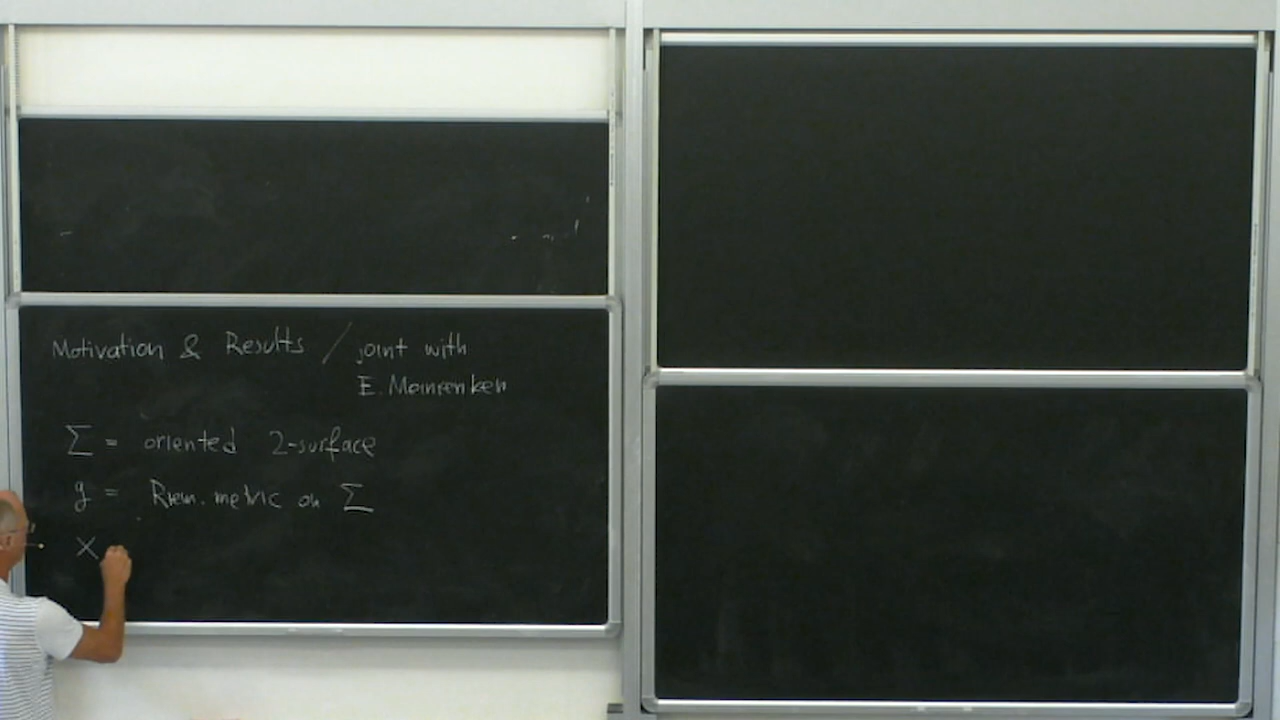 Motivation & Results / joint with
E. Meinrenken
Σ = oriented 2-surface
g = Riem. metric on Σ
X